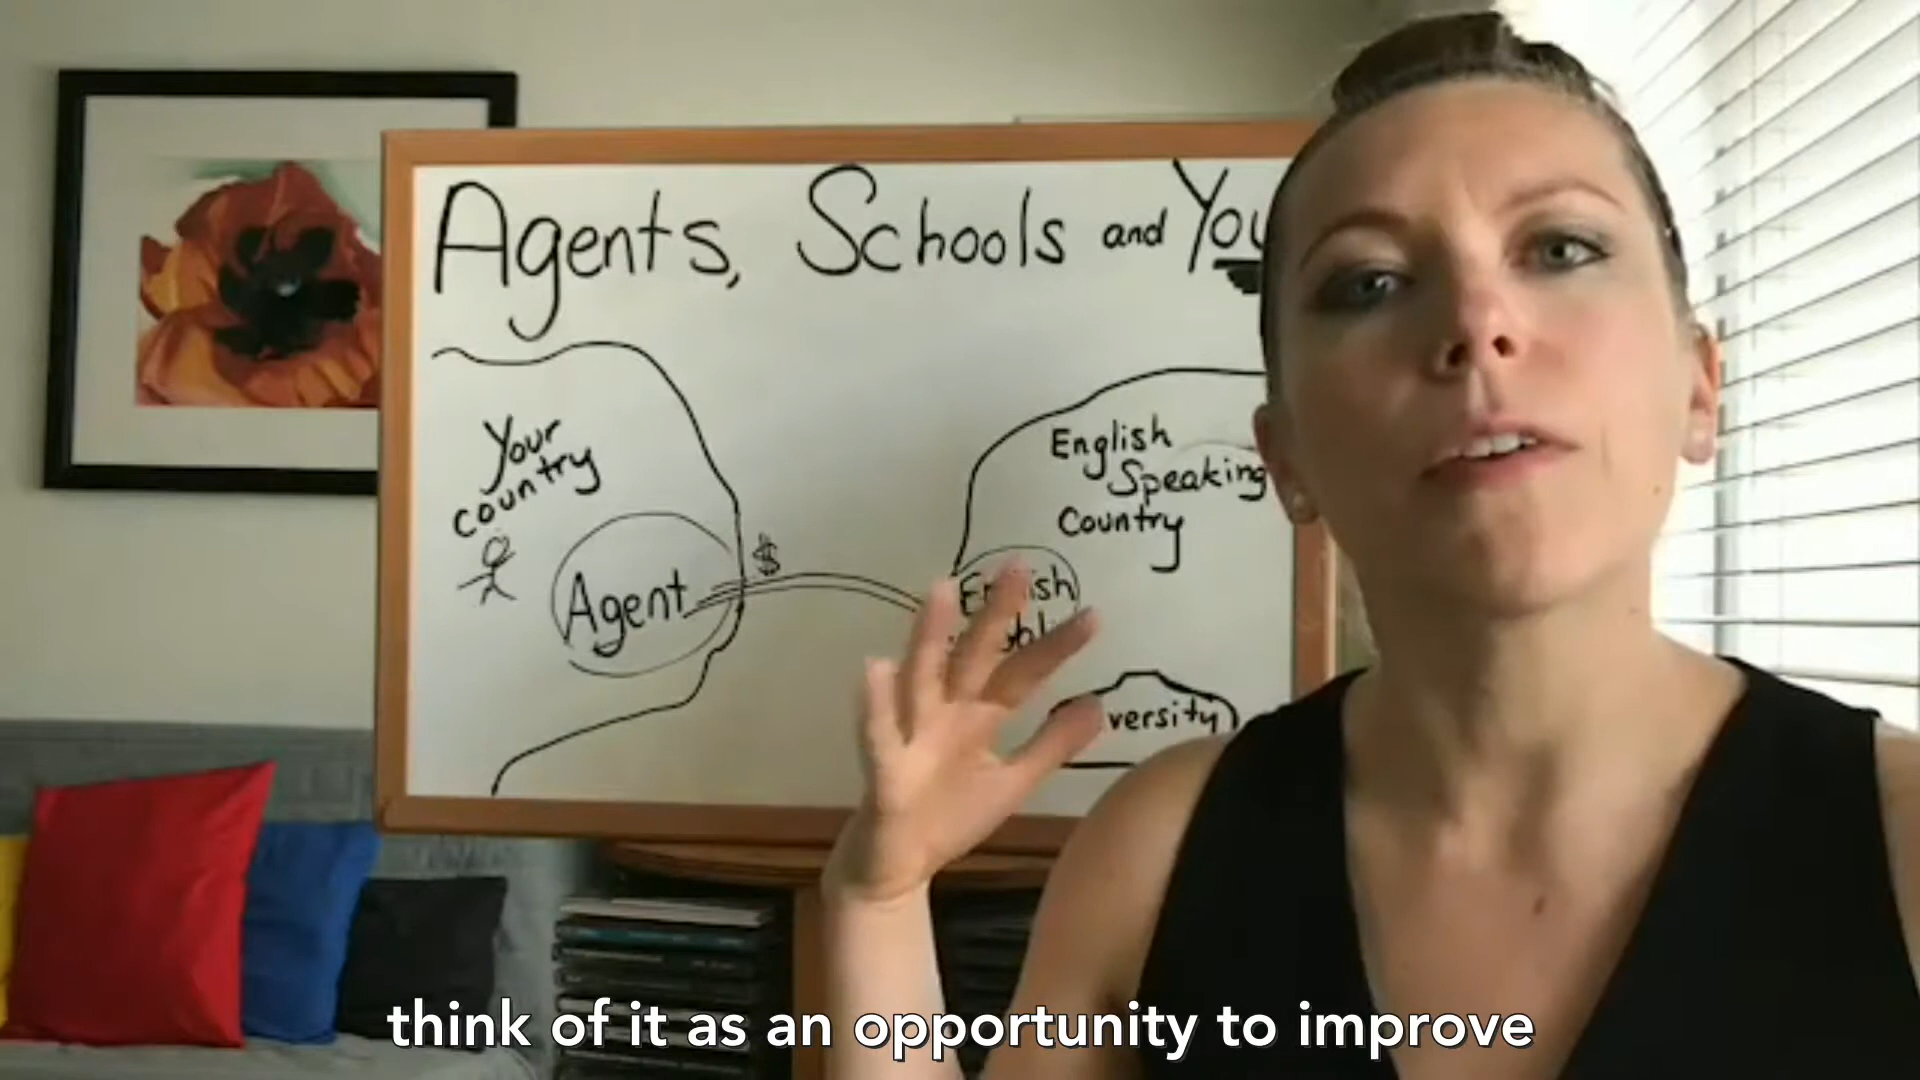 Agents, Schools and You
Your
country
Agent
$
English
Speaking
Country
think of it as an opportunity to improve